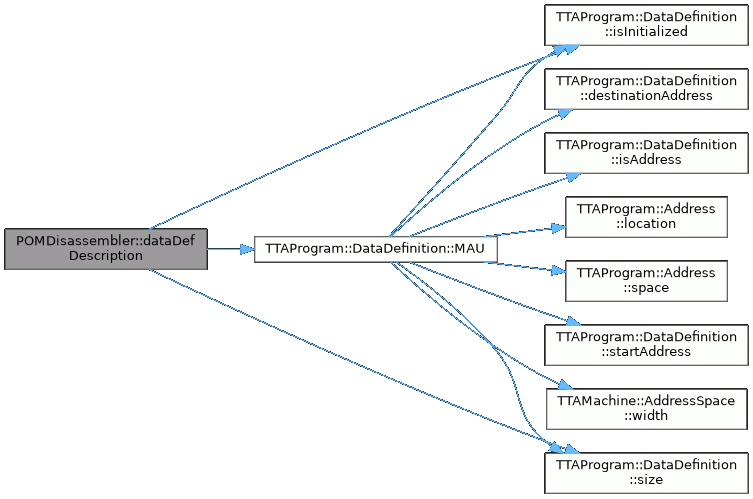 TTAProgram::DataDefinition
::isInitialized
TTAProgram::DataDefinition
::destinationAddress
TTAProgram::DataDefinition
::isAddress
TTAProgram::Address
::location
POMDisassembler::dataDef
Description
TTAProgram::DataDefinition::MAU
TTAProgram::Address
::space
TTAProgram::DataDefinition
::startAddress
TTAMachine::AddressSpace
::width
TTAProgram::DataDefinition
::size